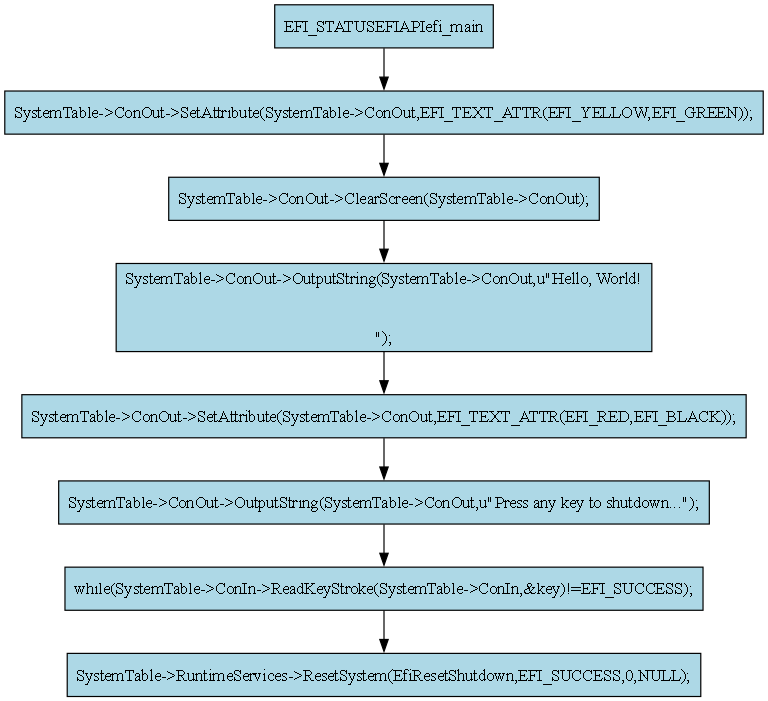 EFI_STATUSEFIAPIefi_main
SystemTable->ConOut->SetAttribute(SystemTable->ConOut,EFI_TEXT_ATTR(EFI_YELLOW,EFI_GREEN));
SystemTable->ConOut->ClearScreen(SystemTable->ConOut);
SystemTable->ConOut->OutputString(SystemTable->ConOut,u"Hello, World!
");
SystemTable->ConOut->SetAttribute(SystemTable->ConOut,EFI_TEXT_ATTR(EFI_RED,EFI_BLACK));
SystemTable->ConOut->OutputString(SystemTable->ConOut,u"Press any key to shutdown...");
while(SystemTable->ConIn->ReadKeyStroke(SystemTable->ConIn,&key)!=EFI_SUCCESS);
SystemTable->RuntimeServices->ResetSystem(EfiResetShutdown,EFI_SUCCESS,0,NULL);